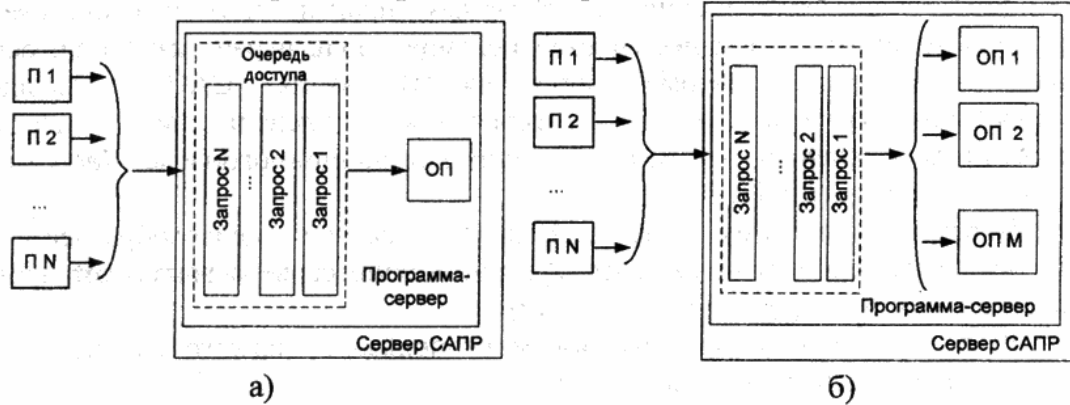 П 1
П 2
...
П N
Очередь
доступа
Запрос N
...
Запрос 2
Запрос 1
ОП
Программа-
сервер
Сервер САПР
а)
П 1
П 2
...
П N
Запрос N
...
Запрос 2
Запрос 1
ОП 1
ОП 2
ОП М
Программа-сервер
Сервер САПР
б)